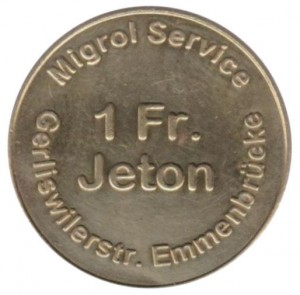 Migrol Service
1 Fr.
Jeton
Gerliswilerstr. Emmenbrücke